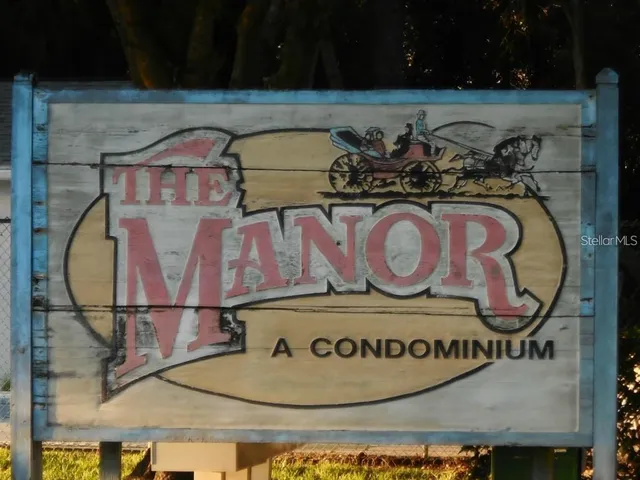 THE
MANOR
A CONDOMINIUM
StellarMLS